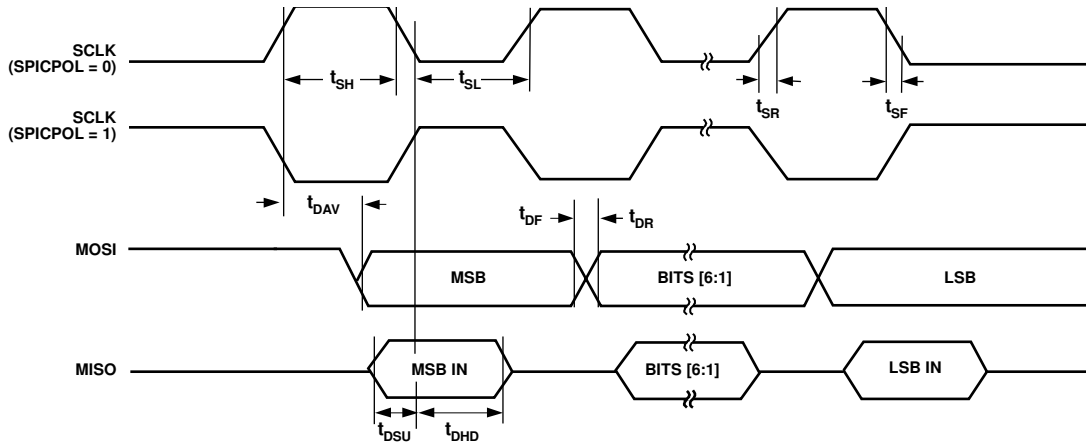 SCLK
(SPICPOL = 0)
tSH
tSL
tSR
tSF
SCLK
(SPICPOL = 1)
tDAV
tDF
tDR
MOSI
MSB
BITS [6:1]
LSB
MISO
MSB IN
BITS [6:1]
LSB IN
tDSU
tDHD